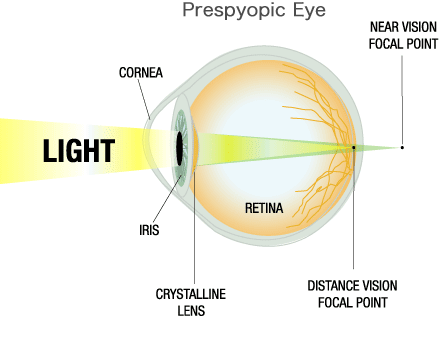 Prespyopic Eye
NEAR VISION
FOCAL POINT
CORNEA
LIGHT
RETINA
IRIS
CRYSTALLINE
LENS
DISTANCE VISION
FOCAL POINT